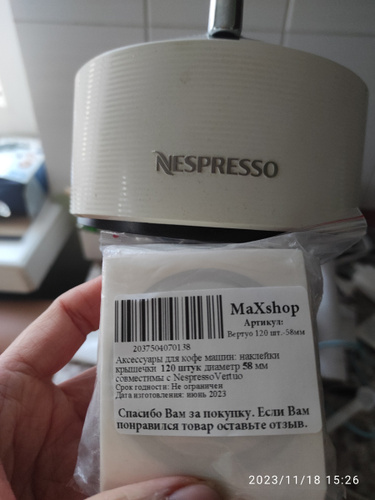 NESPRESSO
MaXshop
Артикул:
Вертуо 120 шт.-58мм
2037504070138
Аксессуары для кофе машин: наклейки
крышечки 120 штук диаметр 58 мм
совместимы с NespressoVertuo
Срок годности: Не ограничен
Дата изготовления: июнь 2023
Спасибо Вам за покупку. Если Вам
понравился товар оставьте отзыв.
2023/11/18 15:26